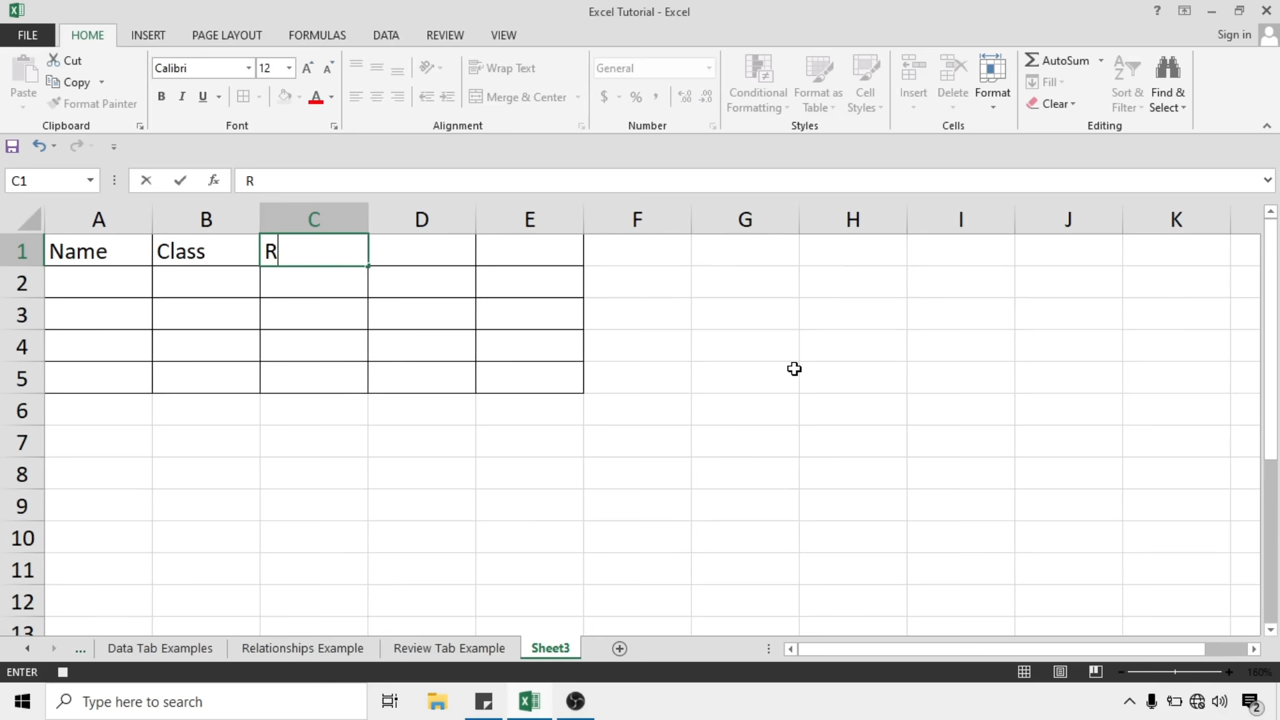 Excel Tutorial - Excel
?
FILE HOME INSERT PAGE LAYOUT FORMULAS DATA REVIEW VIEW Sign in
Paste Cut Copy Format Painter
Clipboard
Calibri 12 A A
B I U A
Font
Wrap Text
Merge & Center
Alignment
General
$ % ,
Number
Conditional Formatting
Format as Table
Cell Styles
Styles
Insert Delete Format
Cells
AutoSum
Fill
Clear
Sort & Filter
Find & Select
Editing
C1 fx R
A B C D E F G H I J K
1 Name Class R
2
3
4
5
6
7
8
9
10
11
12
13
... Data Tab Examples Relationships Example Review Tab Example Sheet3
ENTER 160%
Type here to search 2